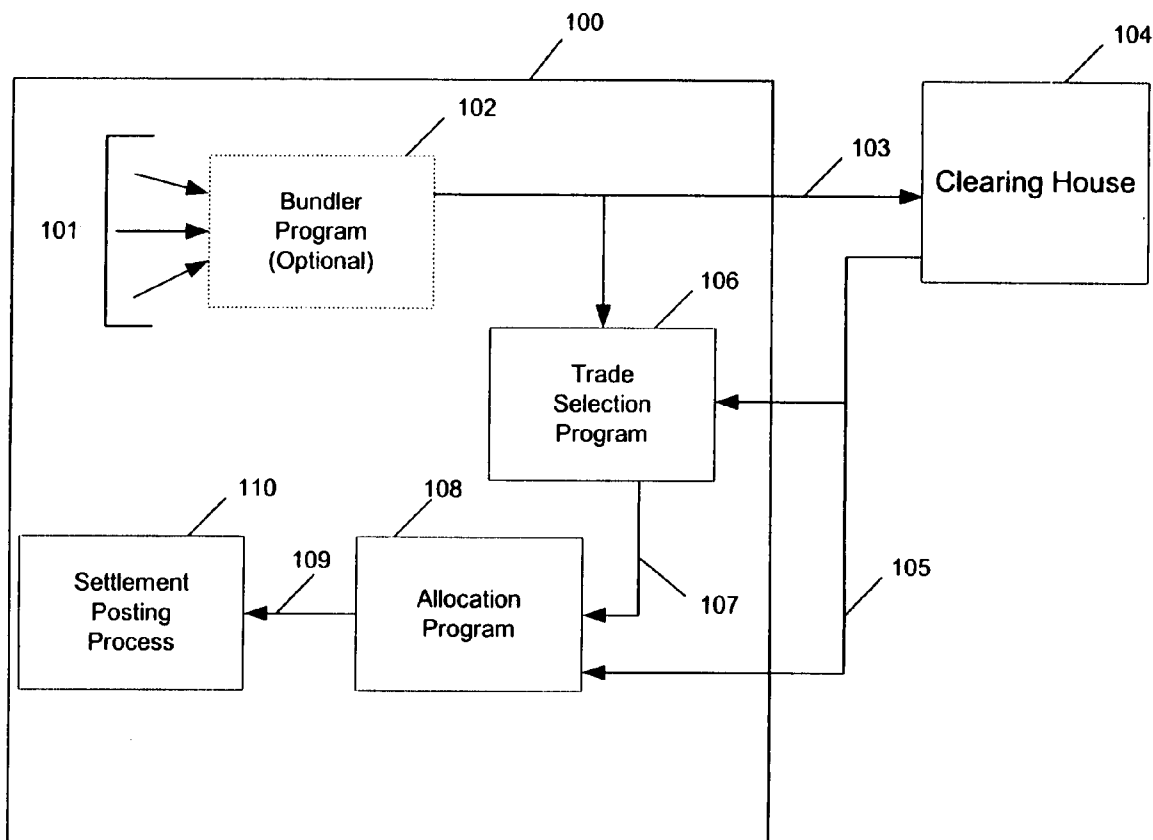 100
104
102
103
Bundler
Program
(Optional)
Clearing House
101
106
Trade
Selection
Program
110
108
109
105
107
Settlement
Posting
Process
Allocation
Program